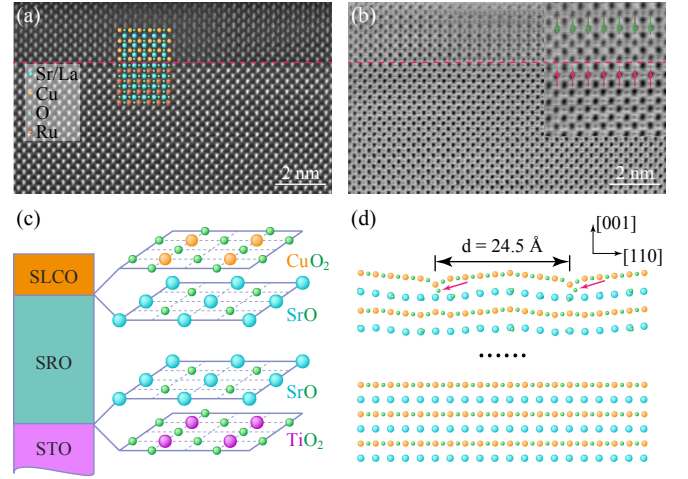 (a)
Sr/La
Cu
O
Ru
2 nm
(b)
2 nm
(c)
SLCO
SRO
STO
CuO₂
SrO
SrO
TiO₂
(d)
d = 24.5 Å
[001]
[110]